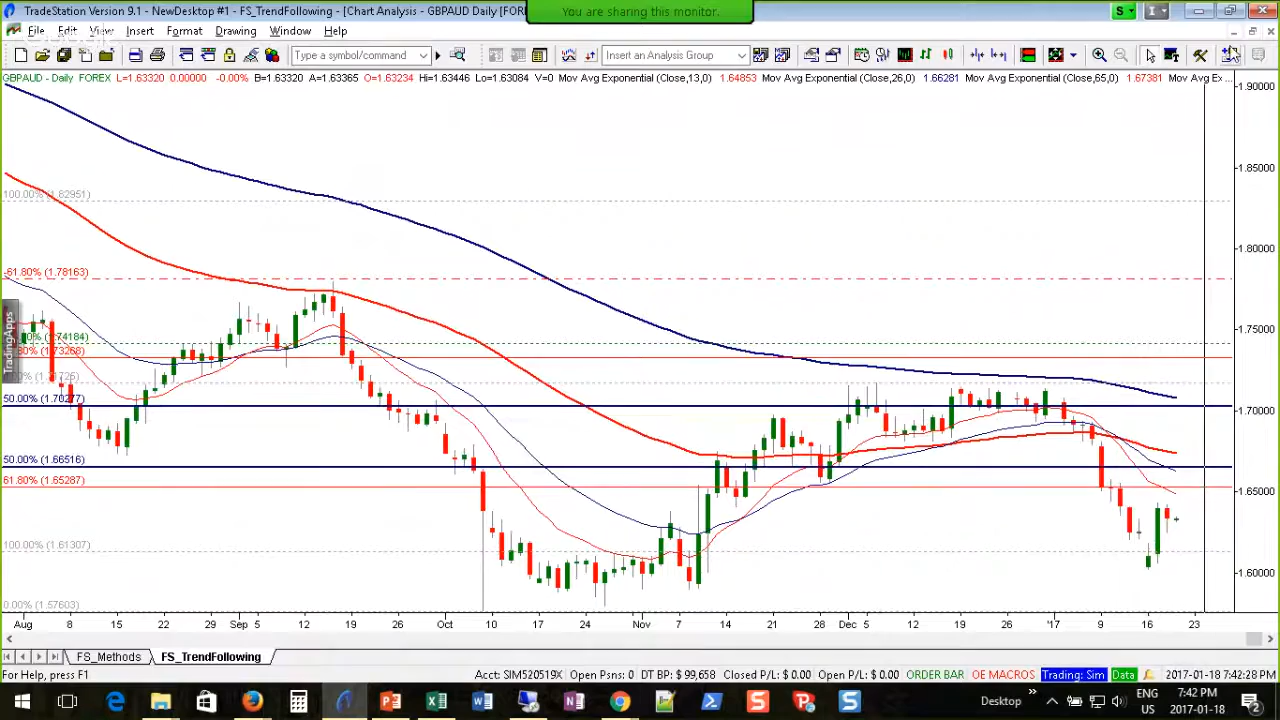 You are sharing this monitor.
TradeStation Version 9.1 - NewDesktop #1 - FS_TrendFollowing - [Chart Analysis - GBPAUD Daily [FORE
S
I
File Edit View Insert Format Drawing Window Help
Type a symbol/command
Insert an Analysis Group
GBPAUD - Daily FOREX L=1.63320 0.00000 -0.00% B=1.63320 A=1.63365 O=1.63234 Hi=1.63446 Lo=1.63084 V=0 Mov Avg Exponential (Close,13,0) 1.64853 Mov Avg Exponential (Close,26,0) 1.66281 Mov Avg Exponential (Close,65,0) 1.67381 Mov Avg Ex...
1.90000
1.85000
100.00% (1.82951)
1.80000
-61.80% (1.78163)
1.75000
0% (1.74184)
.80% (1.73268)
1.70000
50.00% (1.70277)
50.00% (1.66516)
61.80% (1.65287)
1.65000
100.00% (1.61307)
1.60000
0.00% (1.57603)
TradingApps
Aug 8 15 22 Sep 5 12 19 26 Oct 10 17 24 Nov 7 14 21 28 Dec 5 12 19 26 '17 9 16 23
FS_Methods FS_TrendFollowing
For Help, press F1
Acct: SIM520519X Open Psns: 0 DT BP: $ 99,658 Closed P/L: $ 0.00 Open P/L: $ 0.00 ORDER BAR OE MACROS Trading: Sim Data 2017-01-18 7:42:28 PM
Desktop
ENG
7:42 PM
2017-01-18
2